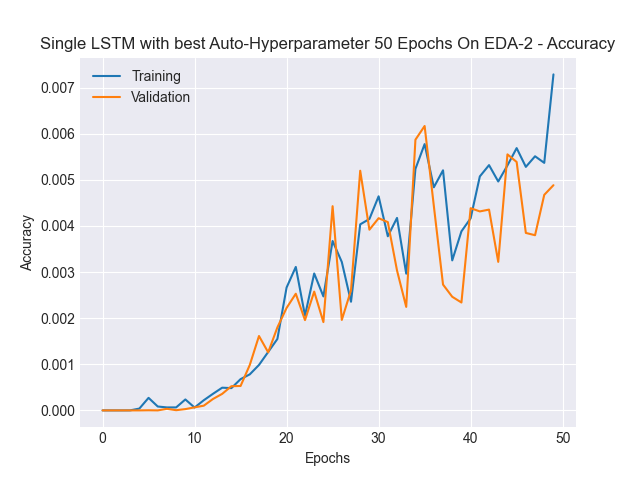 Single LSTM with best Auto-Hyperparameter 50 Epochs On EDA-2 - Accuracy
Training
Validation
0.007
0.006
0.005
0.004
0.003
0.002
0.001
0.000
Accuracy
0 10 20 30 40 50
Epochs